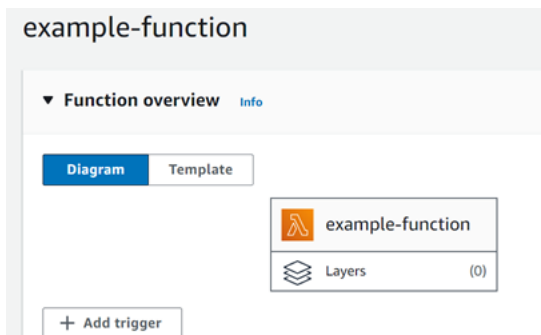 example-function
Function overview Info
Diagram Template
example-function
Layers (0)
+ Add trigger